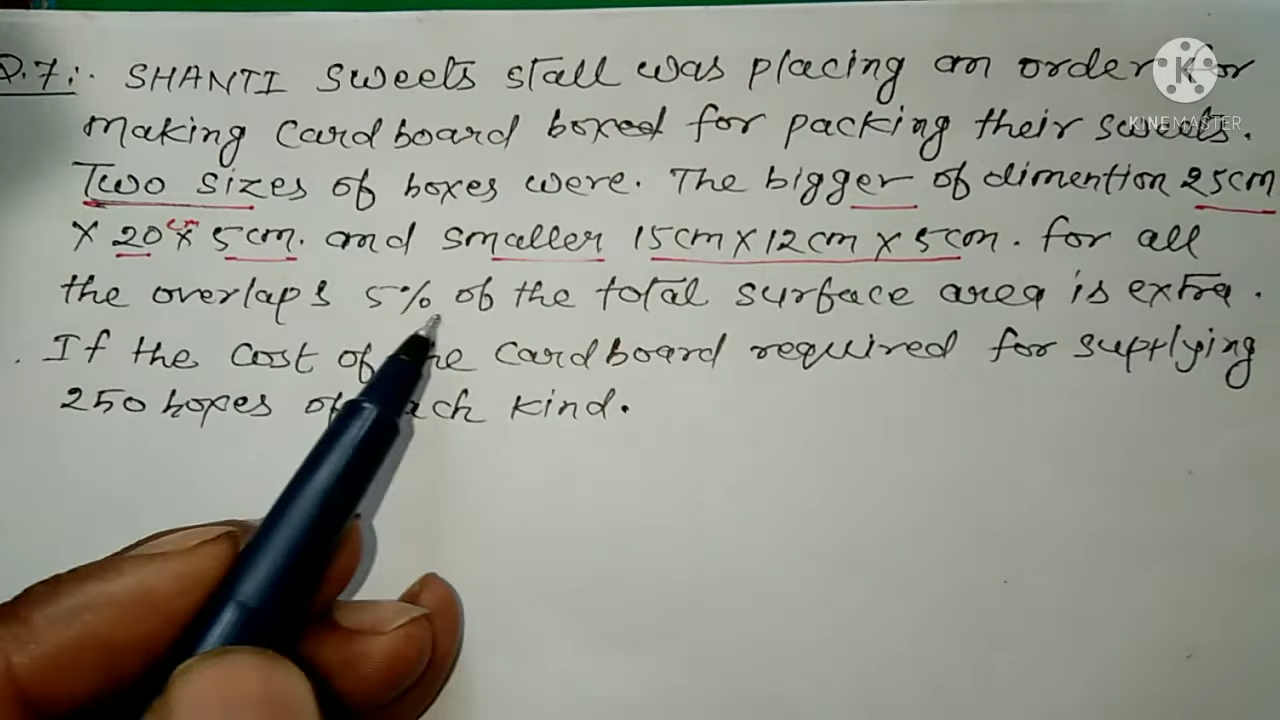 Q.7:. SHANTI sweets stall was placing an order for
making cardboard boxed for packing their sweets.
Two sizes of boxes were. The bigger of dimention 25cm
X 20cm X 5cm. and smaller 15cm X 12cm X 5cm. for all
the overlaps 5% of the total surface area is extra.
. If the cost of the cardboard required for supplying
250 boxes of each kind.
K
KINEMASTER